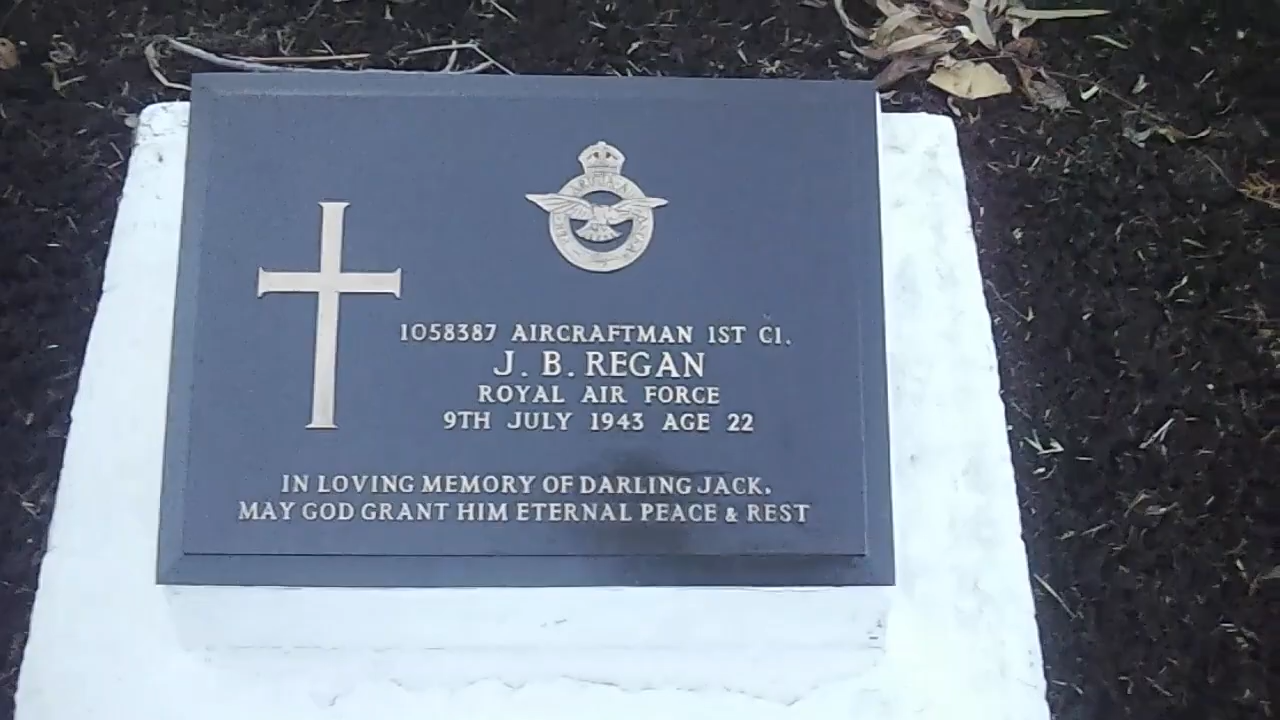 1058387 AIRCRAFTMAN 1ST Cl.
J. B. REGAN
ROYAL AIR FORCE
9TH JULY 1943 AGE 22
IN LOVING MEMORY OF DARLING JACK.
MAY GOD GRANT HIM ETERNAL PEACE & REST